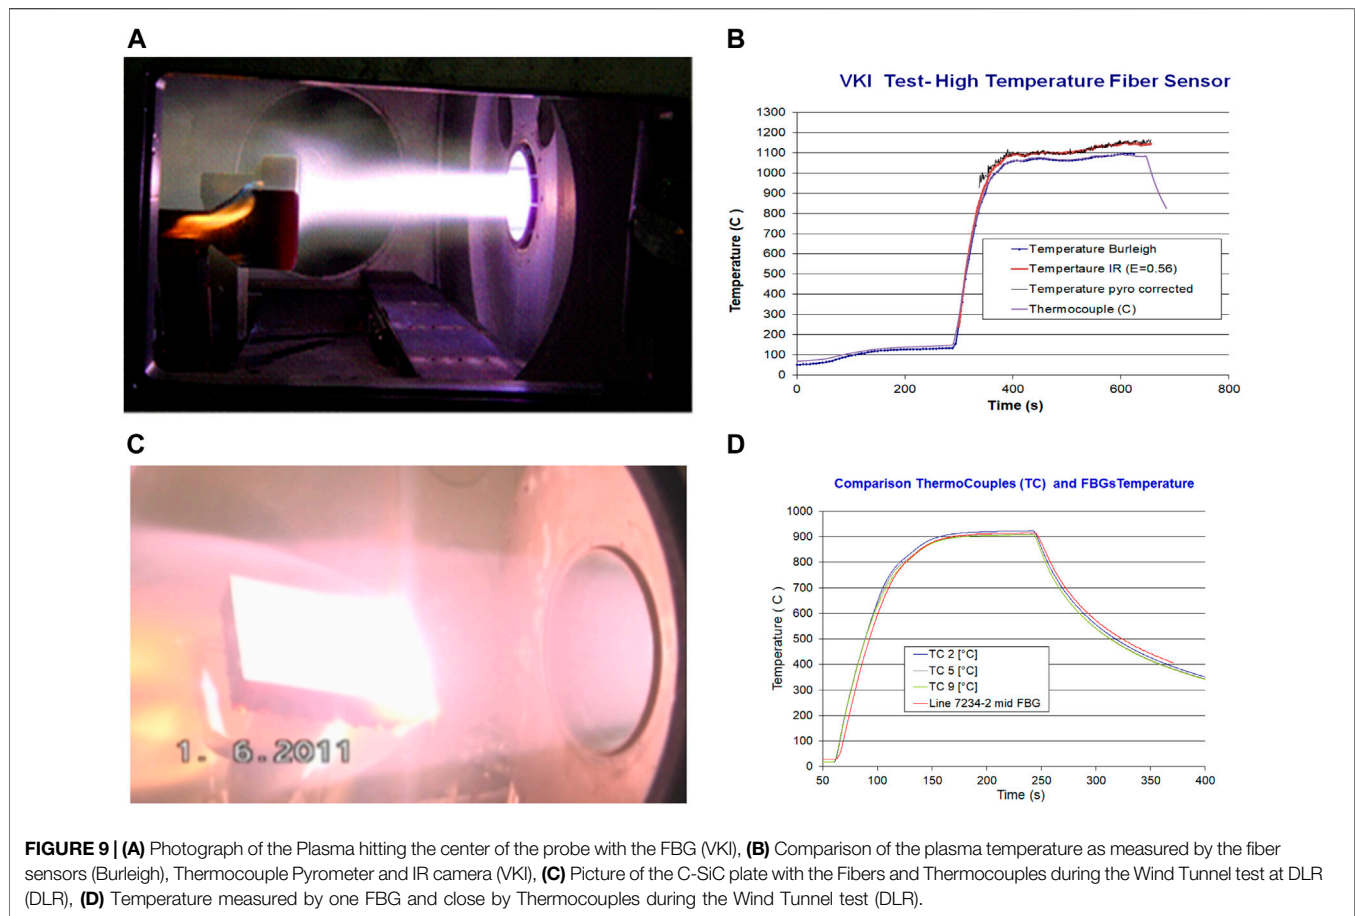 A
B
VKI Test- High Temperature Fiber Sensor
1300
1200
1100
1000
900
800
700
600
500
400
300
200
100
0
Temperature (C)
Temperature Burleigh
Tempertaure IR (E=0.56)
Temperature pyro corrected
Thermocouple (C)
0 200 400 600 800
Time (s)
C
1. 6.2011
D
Comparison ThermoCouples (TC) and FBGsTemperature
1000
900
800
700
600
500
400
300
200
100
0
Temperature ( C )
TC 2 [°C]
TC 5 [°C]
TC 9 [°C]
Line 7234-2 mid FBG
50 100 150 200 250 300 350 400
Time (s)
FIGURE 9 | (A) Photograph of the Plasma hitting the center of the probe with the FBG (VKI), (B) Comparison of the plasma temperature as measured by the fiber
sensors (Burleigh), Thermocouple Pyrometer and IR camera (VKI), (C) Picture of the C-SiC plate with the Fibers and Thermocouples during the Wind Tunnel test at DLR
(DLR), (D) Temperature measured by one FBG and close by Thermocouples during the Wind Tunnel test (DLR).